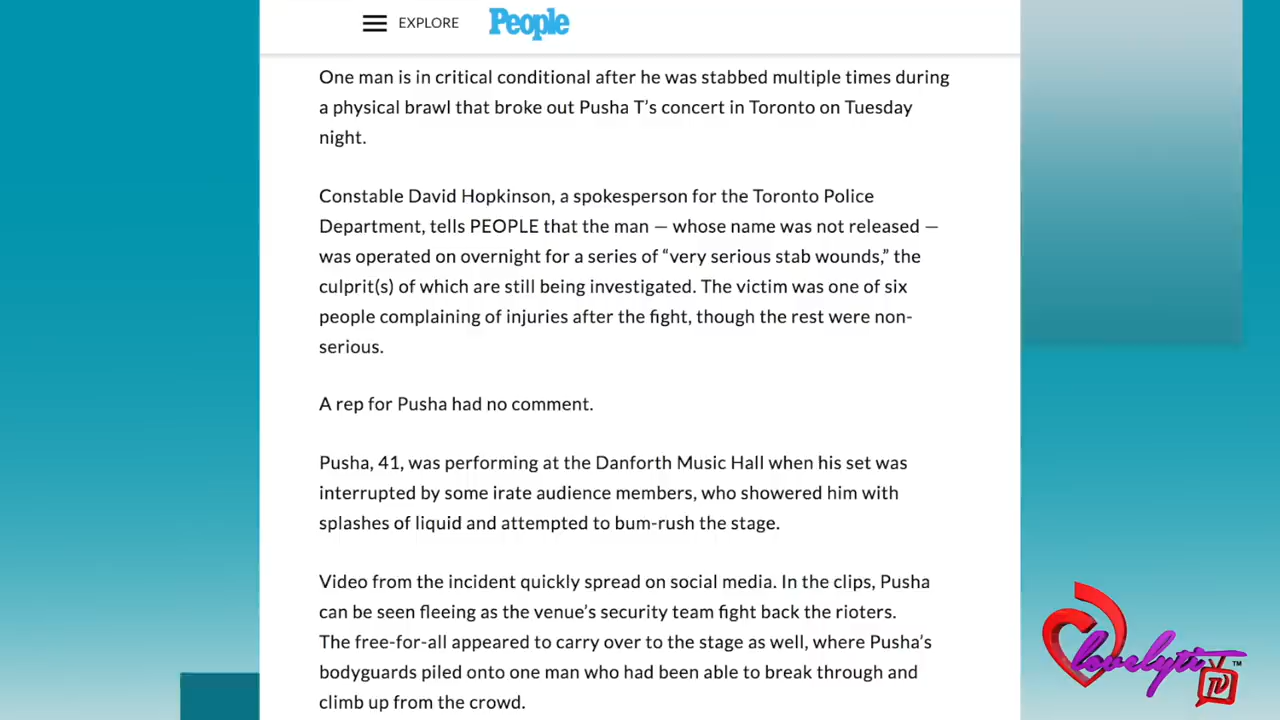 EXPLORE
People
One man is in critical conditional after he was stabbed multiple times during
a physical brawl that broke out Pusha T’s concert in Toronto on Tuesday
night.
Constable David Hopkinson, a spokesperson for the Toronto Police
Department, tells PEOPLE that the man — whose name was not released —
was operated on overnight for a series of “very serious stab wounds,” the
culprit(s) of which are still being investigated. The victim was one of six
people complaining of injuries after the fight, though the rest were non-
serious.
A rep for Pusha had no comment.
Pusha, 41, was performing at the Danforth Music Hall when his set was
interrupted by some irate audience members, who showered him with
splashes of liquid and attempted to bum-rush the stage.
Video from the incident quickly spread on social media. In the clips, Pusha
can be seen fleeing as the venue’s security team fight back the rioters.
The free-for-all appeared to carry over to the stage as well, where Pusha’s
bodyguards piled onto one man who had been able to break through and
climb up from the crowd.
lovelyti TV™